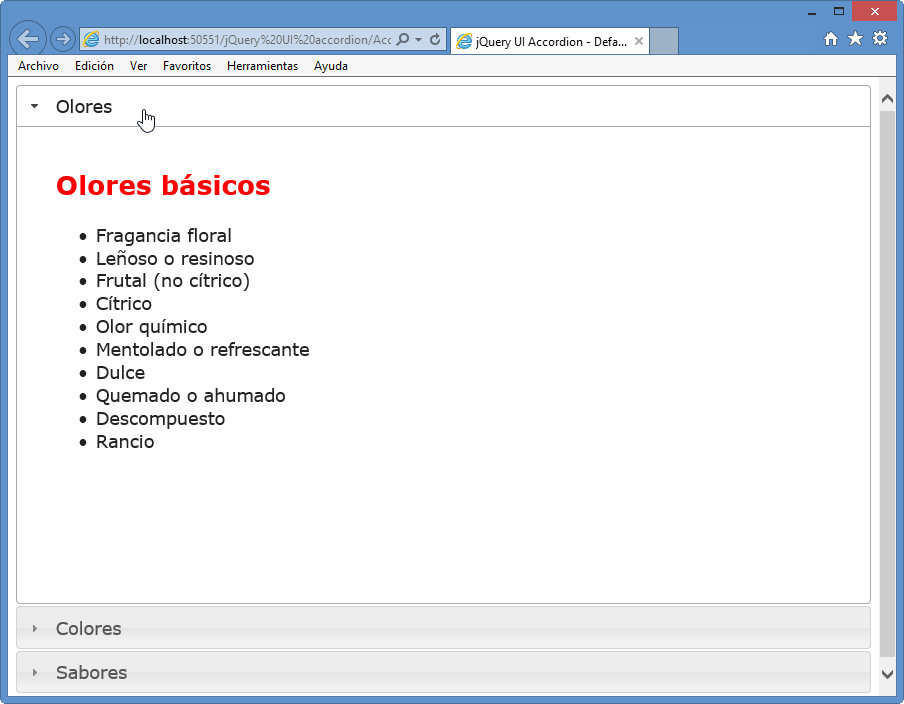 http://localhost:50551/jQuery%20UI%20accordion/Acc
jQuery UI Accordion - Defa...
Archivo Edición Ver Favoritos Herramientas Ayuda
Olores
Olores básicos
Fragancia floral
Leñoso o resinoso
Frutal (no cítrico)
Cítrico
Olor químico
Mentolado o refrescante
Dulce
Quemado o ahumado
Descompuesto
Rancio
Colores
Sabores